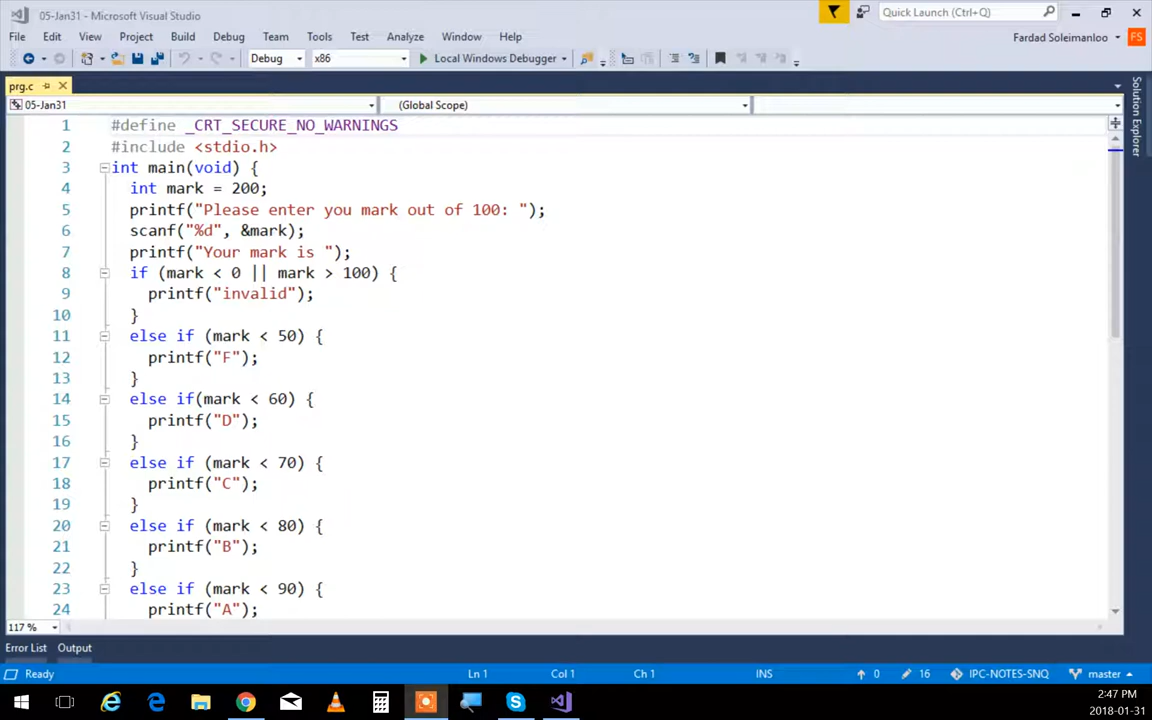 05-Jan31 - Microsoft Visual Studio
Quick Launch (Ctrl+Q)
File Edit View Project Build Debug Team Tools Test Analyze Window Help
Fardad Soleimanloo FS
Debug x86 Local Windows Debugger
prg.c
05-Jan31 (Global Scope)
Solution Explorer
1 #define _CRT_SECURE_NO_WARNINGS
2 #include <stdio.h>
3 int main(void) {
4 int mark = 200;
5 printf("Please enter you mark out of 100: ");
6 scanf("%d", &mark);
7 printf("Your mark is ");
8 if (mark < 0 || mark > 100) {
9 printf("invalid");
10 }
11 else if (mark < 50) {
12 printf("F");
13 }
14 else if(mark < 60) {
15 printf("D");
16 }
17 else if (mark < 70) {
18 printf("C");
19 }
20 else if (mark < 80) {
21 printf("B");
22 }
23 else if (mark < 90) {
24 printf("A");
117 %
Error List Output
Ready Ln 1 Col 1 Ch 1 INS 0 16 IPC-NOTES-SNQ master
2:47 PM
2018-01-31